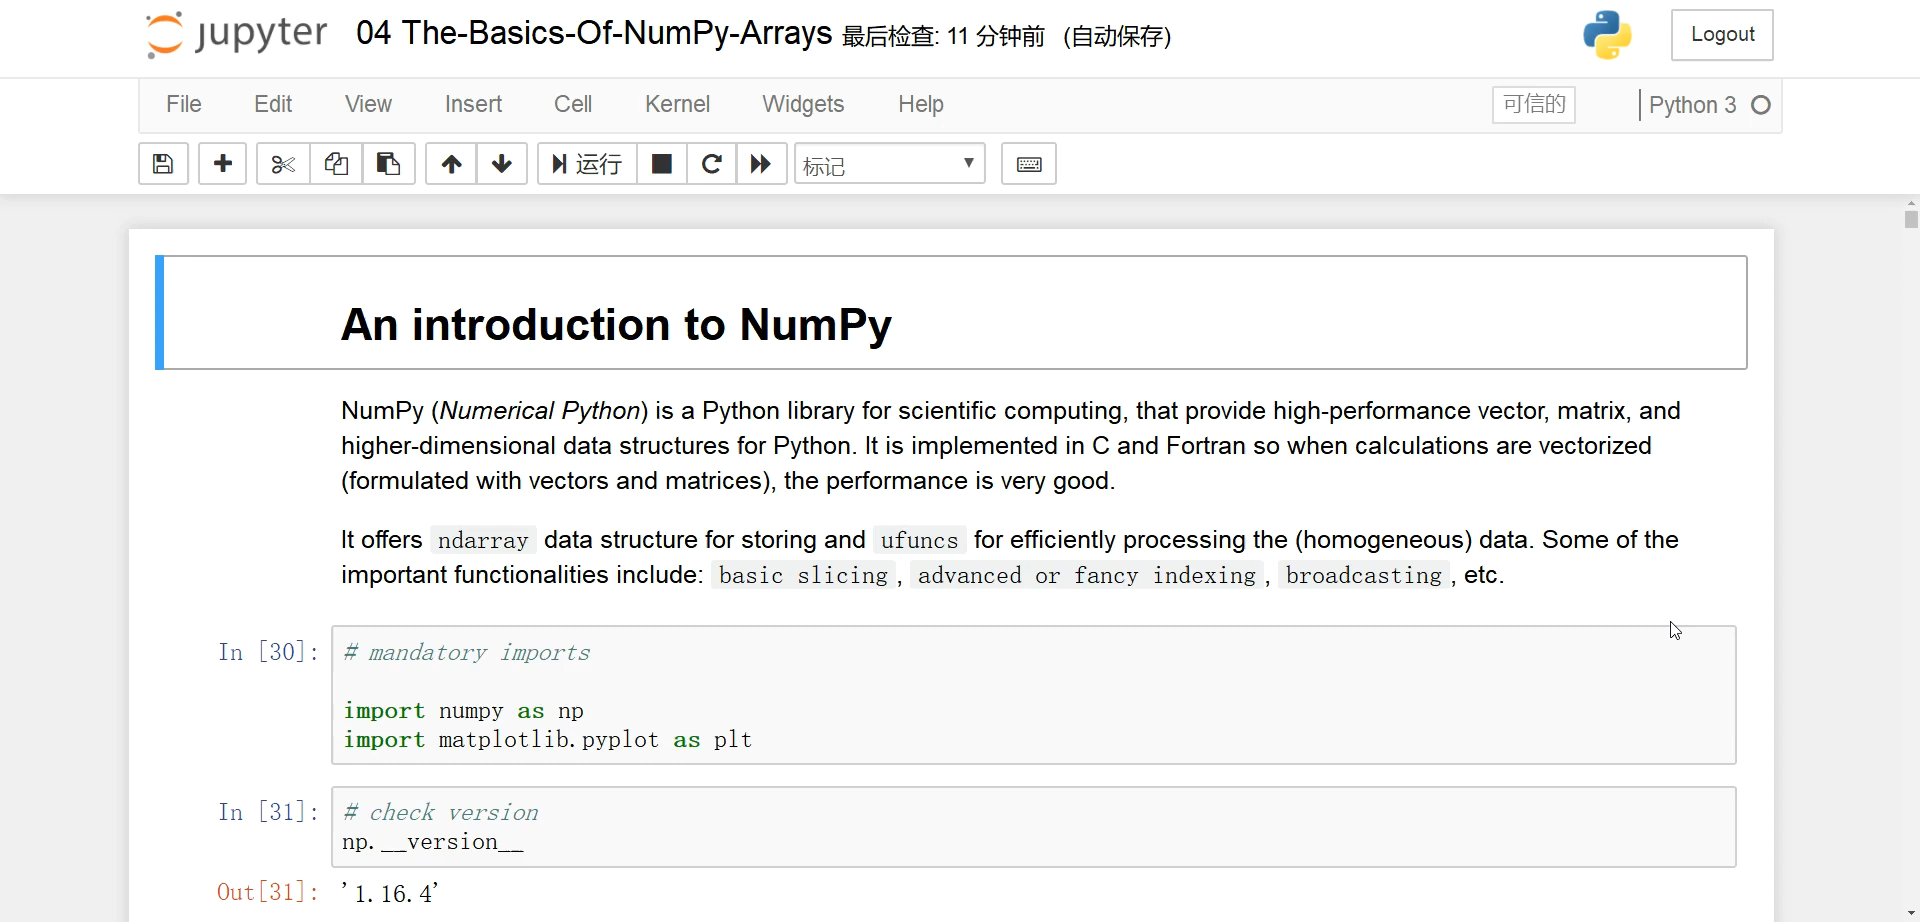 jupyter 04 The-Basics-Of-NumPy-Arrays 最后检查: 11 分钟前 (自动保存) Logout
File Edit View Insert Cell Kernel Widgets Help 可信的 Python 3
运行 标记
An introduction to NumPy
NumPy (Numerical Python) is a Python library for scientific computing, that provide high-performance vector, matrix, and
higher-dimensional data structures for Python. It is implemented in C and Fortran so when calculations are vectorized
(formulated with vectors and matrices), the performance is very good.
It offers ndarray data structure for storing and ufuncs for efficiently processing the (homogeneous) data. Some of the
important functionalities include: basic slicing , advanced or fancy indexing , broadcasting , etc.
In [30]: # mandatory imports
import numpy as np
import matplotlib.pyplot as plt
In [31]: # check version
np.__version__
Out[31]: '1.16.4'